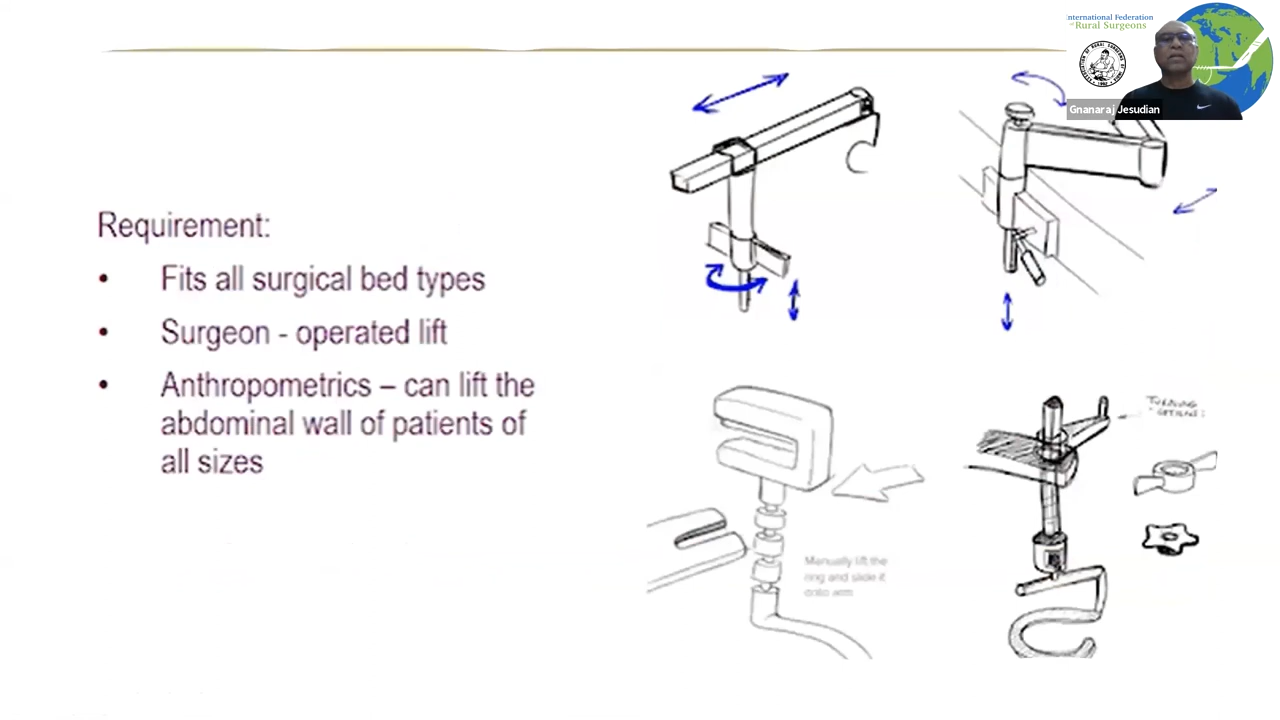 International Federation
of Rural Surgeons
Gnanaraj Jesudian
Requirement:
• Fits all surgical bed types
• Surgeon - operated lift
• Anthropometrics – can lift the
abdominal wall of patients of
all sizes
Manually lift the
ring and slide it
onto arm